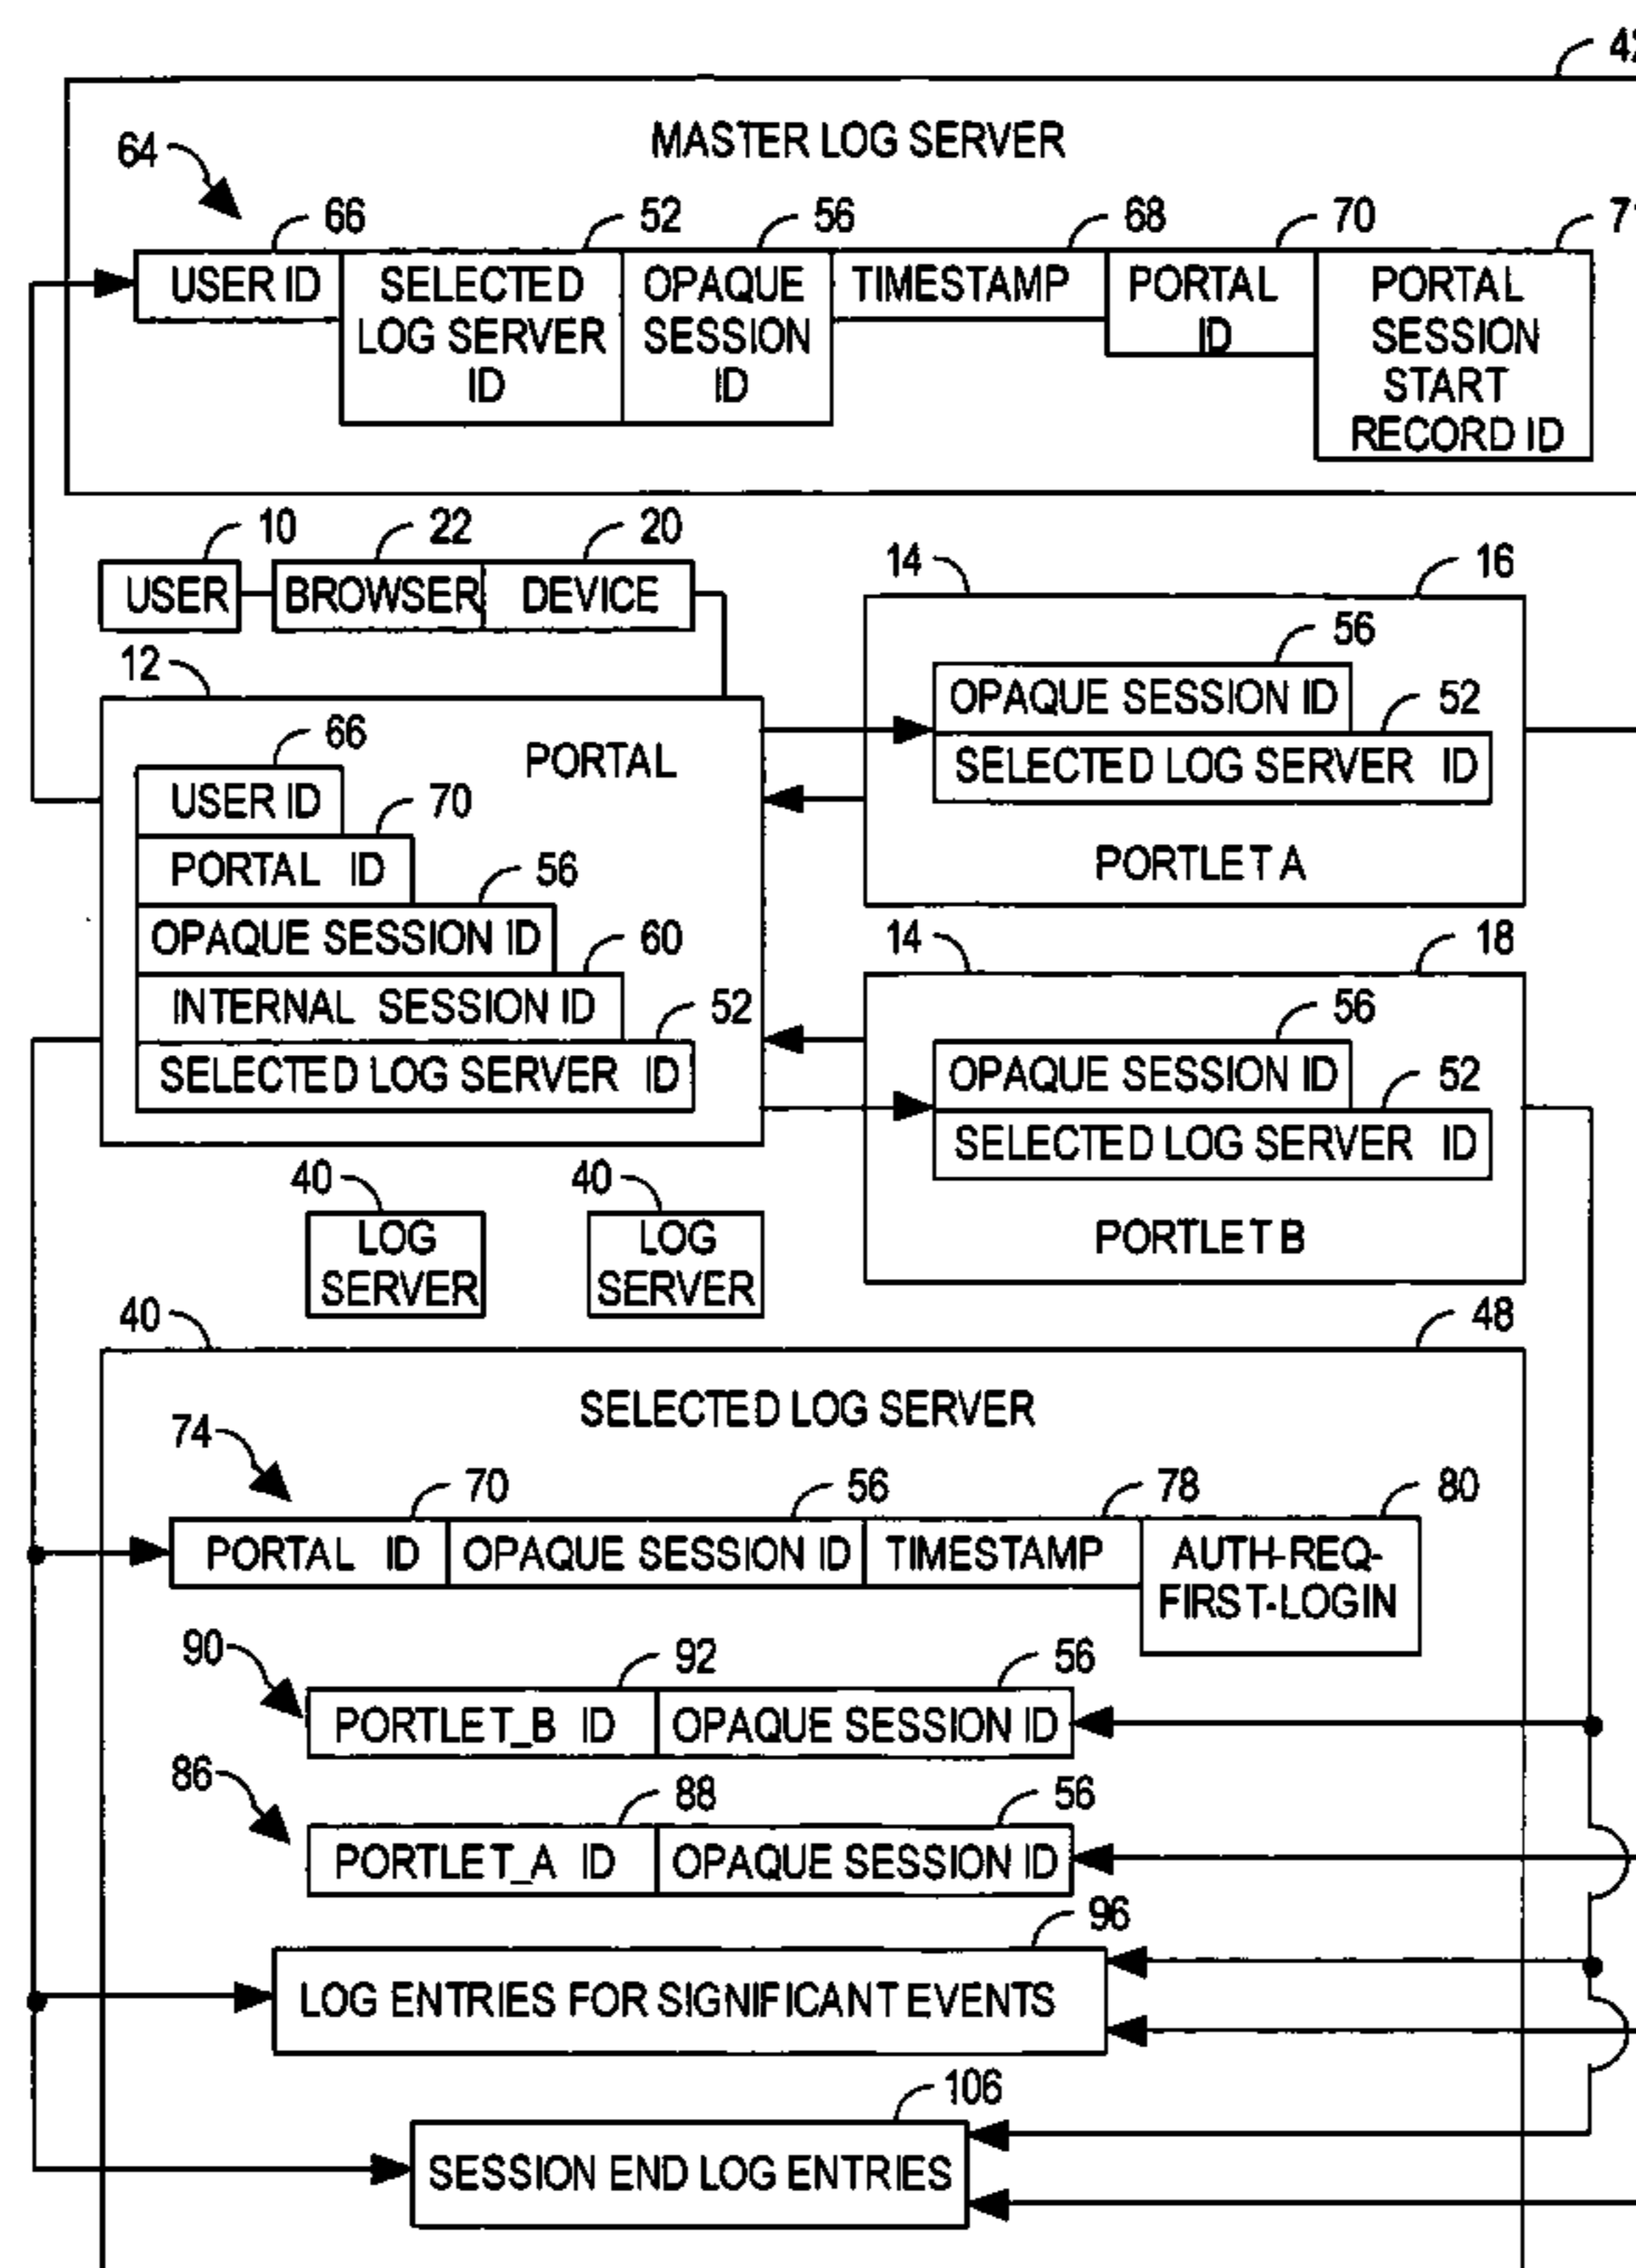 MASTER LOG SERVER
64
66
52
56
68
70
USER ID
SELECTED
LOG SERVER
ID
OPAQUE
SESSION
ID
TIMESTAMP
PORTAL
ID
PORTAL
SESSION
START
RECORD ID
10
22
20
USER
BROWSER
DEVICE
12
66
PORTAL
USER ID
70
PORTAL ID
56
OPAQUE SESSION ID
60
INTERNAL SESSION ID
52
SELECTED LOG SERVER ID
14
16
56
OPAQUE SESSION ID
52
SELECTED LOG SERVER ID
PORTLET A
14
18
56
OPAQUE SESSION ID
52
SELECTED LOG SERVER ID
PORTLET B
40
LOG
SERVER
40
LOG
SERVER
40
48
SELECTED LOG SERVER
74
70
56
78
80
PORTAL ID
OPAQUE SESSION ID
TIMESTAMP
AUTH-REQ-
FIRST-LOGIN
90
92
56
PORTLET_B ID
OPAQUE SESSION ID
86
88
56
PORTLET_A ID
OPAQUE SESSION ID
96
LOG ENTRIES FOR SIGNIFICANT EVENTS
106
SESSION END LOG ENTRIES